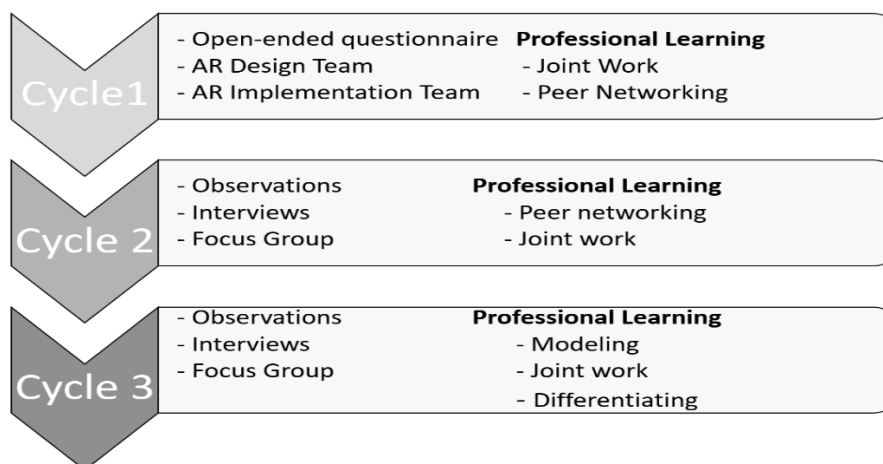 Cycle1
- Open-ended questionnaire Professional Learning
- AR Design Team - Joint Work
- AR Implementation Team - Peer Networking
Cycle 2
- Observations Professional Learning
- Interviews - Peer networking
- Focus Group - Joint work
Cycle 3
- Observations Professional Learning
- Interviews - Modeling
- Focus Group - Joint work
- Differentiating